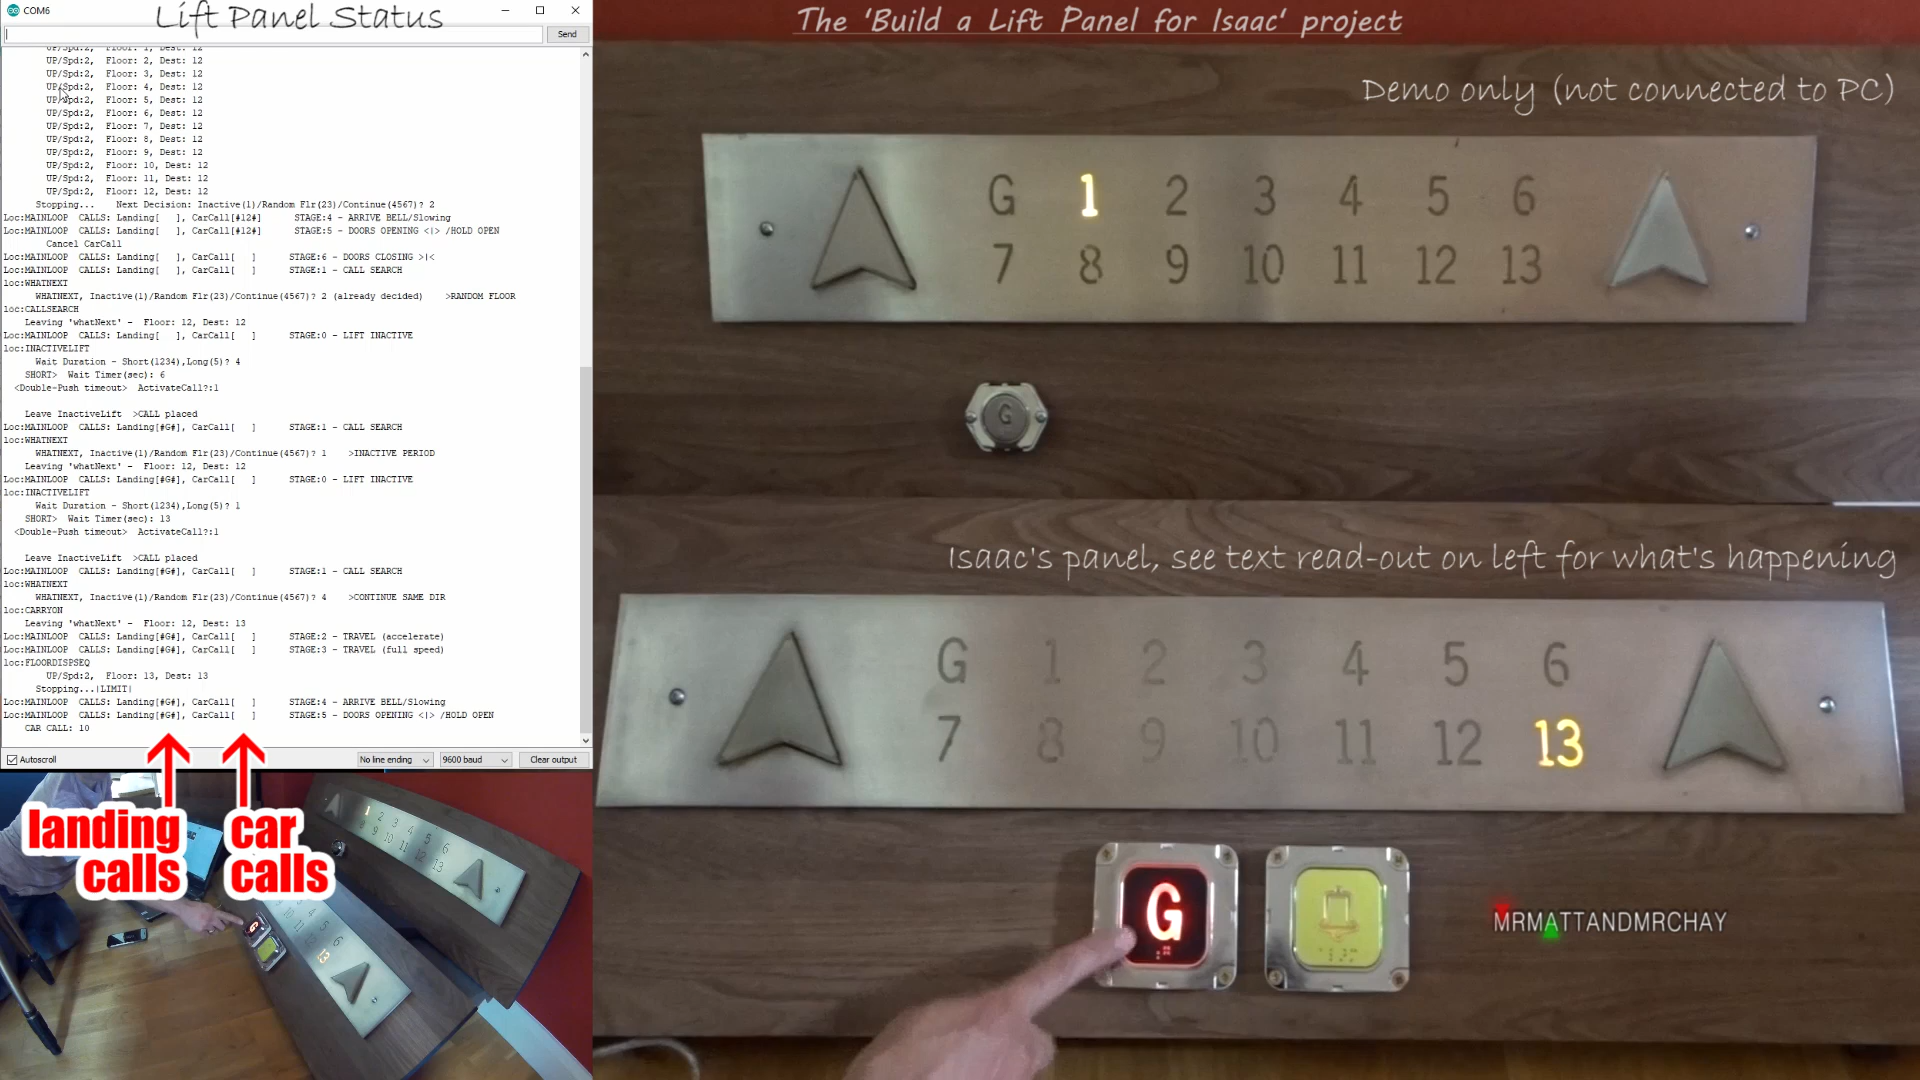 COM6
Lift Panel Status
Send
UP/Spd:2, Floor: 1, Dest: 12
UP/Spd:2, Floor: 2, Dest: 12
UP/Spd:2, Floor: 3, Dest: 12
UP/Spd:2, Floor: 4, Dest: 12
UP/Spd:2, Floor: 5, Dest: 12
UP/Spd:2, Floor: 6, Dest: 12
UP/Spd:2, Floor: 7, Dest: 12
UP/Spd:2, Floor: 8, Dest: 12
UP/Spd:2, Floor: 9, Dest: 12
UP/Spd:2, Floor: 10, Dest: 12
UP/Spd:2, Floor: 11, Dest: 12
UP/Spd:2, Floor: 12, Dest: 12
Stopping... Next Decision: Inactive(1)/Random Flr(23)/Continue(4567)? 2
Loc:MAINLOOP CALLS: Landing[ ], CarCall[#12#] STAGE:4 - ARRIVE BELL/Slowing
Loc:MAINLOOP CALLS: Landing[ ], CarCall[#12#] STAGE:5 - DOORS OPENING <|> /HOLD OPEN
Cancel CarCall
Loc:MAINLOOP CALLS: Landing[ ], CarCall[ ] STAGE:6 - DOORS CLOSING >|<
Loc:MAINLOOP CALLS: Landing[ ], CarCall[ ] STAGE:1 - CALL SEARCH
loc:WHATNEXT
WHATNEXT, Inactive(1)/Random Flr(23)/Continue(4567)? 2 (already decided) >RANDOM FLOOR
loc:CALLSEARCH
Leaving 'whatNext' - Floor: 12, Dest: 12
Loc:MAINLOOP CALLS: Landing[ ], CarCall[ ] STAGE:0 - LIFT INACTIVE
loc:INACTIVELIFT
Wait Duration - Short(1234),Long(5)? 4
SHORT> Wait Timer(sec): 6
<Double-Push timeout> ActivateCall?:1
Leave InactiveLift >CALL placed
Loc:MAINLOOP CALLS: Landing[#G#], CarCall[ ] STAGE:1 - CALL SEARCH
loc:WHATNEXT
WHATNEXT, Inactive(1)/Random Flr(23)/Continue(4567)? 1 >INACTIVE PERIOD
Leaving 'whatNext' - Floor: 12, Dest: 12
Loc:MAINLOOP CALLS: Landing[#G#], CarCall[ ] STAGE:0 - LIFT INACTIVE
loc:INACTIVELIFT
Wait Duration - Short(1234),Long(5)? 1
SHORT> Wait Timer(sec): 13
<Double-Push timeout> ActivateCall?:1
Leave InactiveLift >CALL placed
Loc:MAINLOOP CALLS: Landing[#G#], CarCall[ ] STAGE:1 - CALL SEARCH
loc:WHATNEXT
WHATNEXT, Inactive(1)/Random Flr(23)/Continue(4567)? 4 >CONTINUE SAME DIR
loc:CARRYON
Leaving 'whatNext' - Floor: 12, Dest: 13
Loc:MAINLOOP CALLS: Landing[#G#], CarCall[ ] STAGE:2 - TRAVEL (accelerate)
Loc:MAINLOOP CALLS: Landing[#G#], CarCall[ ] STAGE:3 - TRAVEL (full speed)
loc:FLOORDISPSEQ
UP/Spd:2, Floor: 13, Dest: 13
Stopping...|LIMIT|
Loc:MAINLOOP CALLS: Landing[#G#], CarCall[ ] STAGE:4 - ARRIVE BELL/Slowing
Loc:MAINLOOP CALLS: Landing[#G#], CarCall[ ] STAGE:5 - DOORS OPENING <|> /HOLD OPEN
CAR CALL: 10
Autoscroll
No line ending
9600 baud
Clear output
landing calls
car calls
The 'Build a Lift Panel for Isaac' project
Demo only (not connected to PC)
G 1 2 3 4 5 6
7 8 9 10 11 12 13
G
Isaac's panel, see text read-out on left for what's happening
G 1 2 3 4 5 6
7 8 9 10 11 12 13
G
MRMATTANDMRCHAY